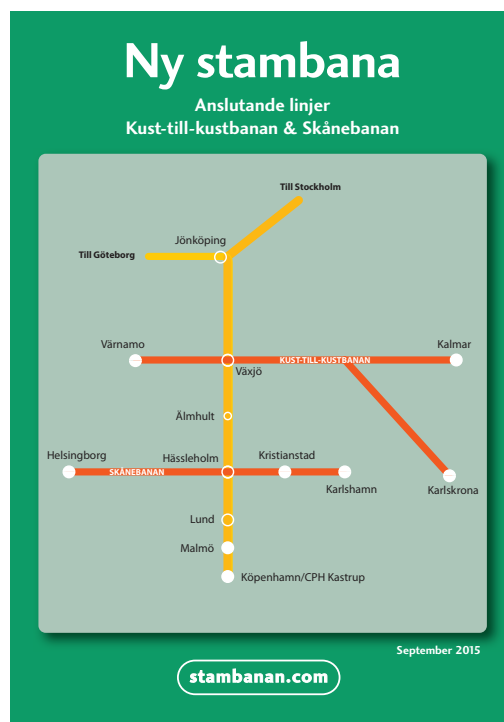 Ny stambana
Anslutande linjer
Kust-till-kustbanan & Skånebanan
Till Stockholm
Jönköping
Till Göteborg
Värnamo
Kalmar
KUST-TILL-KUSTBANAN
Växjö
Älmhult
Helsingborg
Hässleholm
Kristianstad
SKÅNEBANAN
Karlshamn
Karlskrona
Lund
Malmö
Köpenhamn/CPH Kastrup
September 2015
stambanan.com